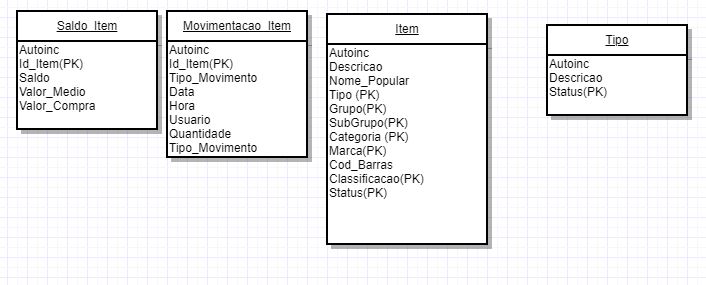 Saldo_Item
Autoinc
Id_Item(PK)
Saldo
Valor_Medio
Valor_Compra
Movimentacao_Item
Autoinc
Id_Item(PK)
Tipo_Movimento
Data
Hora
Usuario
Quantidade
Tipo_Movimento
Item
Autoinc
Descricao
Nome_Popular
Tipo (PK)
Grupo(PK)
SubGrupo(PK)
Categoria (PK)
Marca(PK)
Cod_Barras
Classificacao(PK)
Status(PK)
Tipo
Autoinc
Descricao
Status(PK)